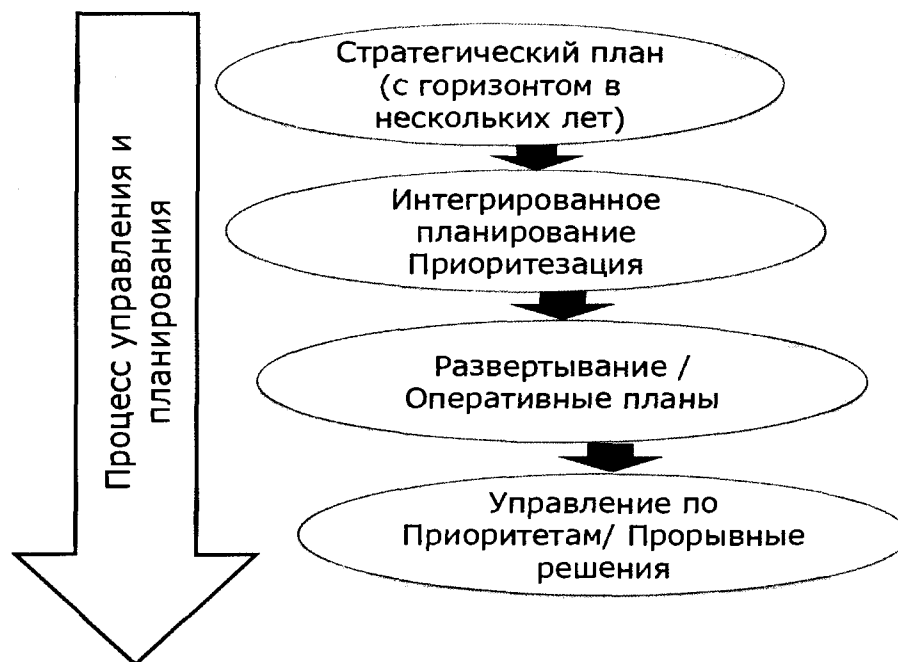 Процесс управления и
планирования
Стратегический план
(с горизонтом в
нескольких лет)
Интегрированное
планирование
Приоритезация
Развертывание /
Оперативные планы
Управление по
Приоритетам/ Прорывные
решения